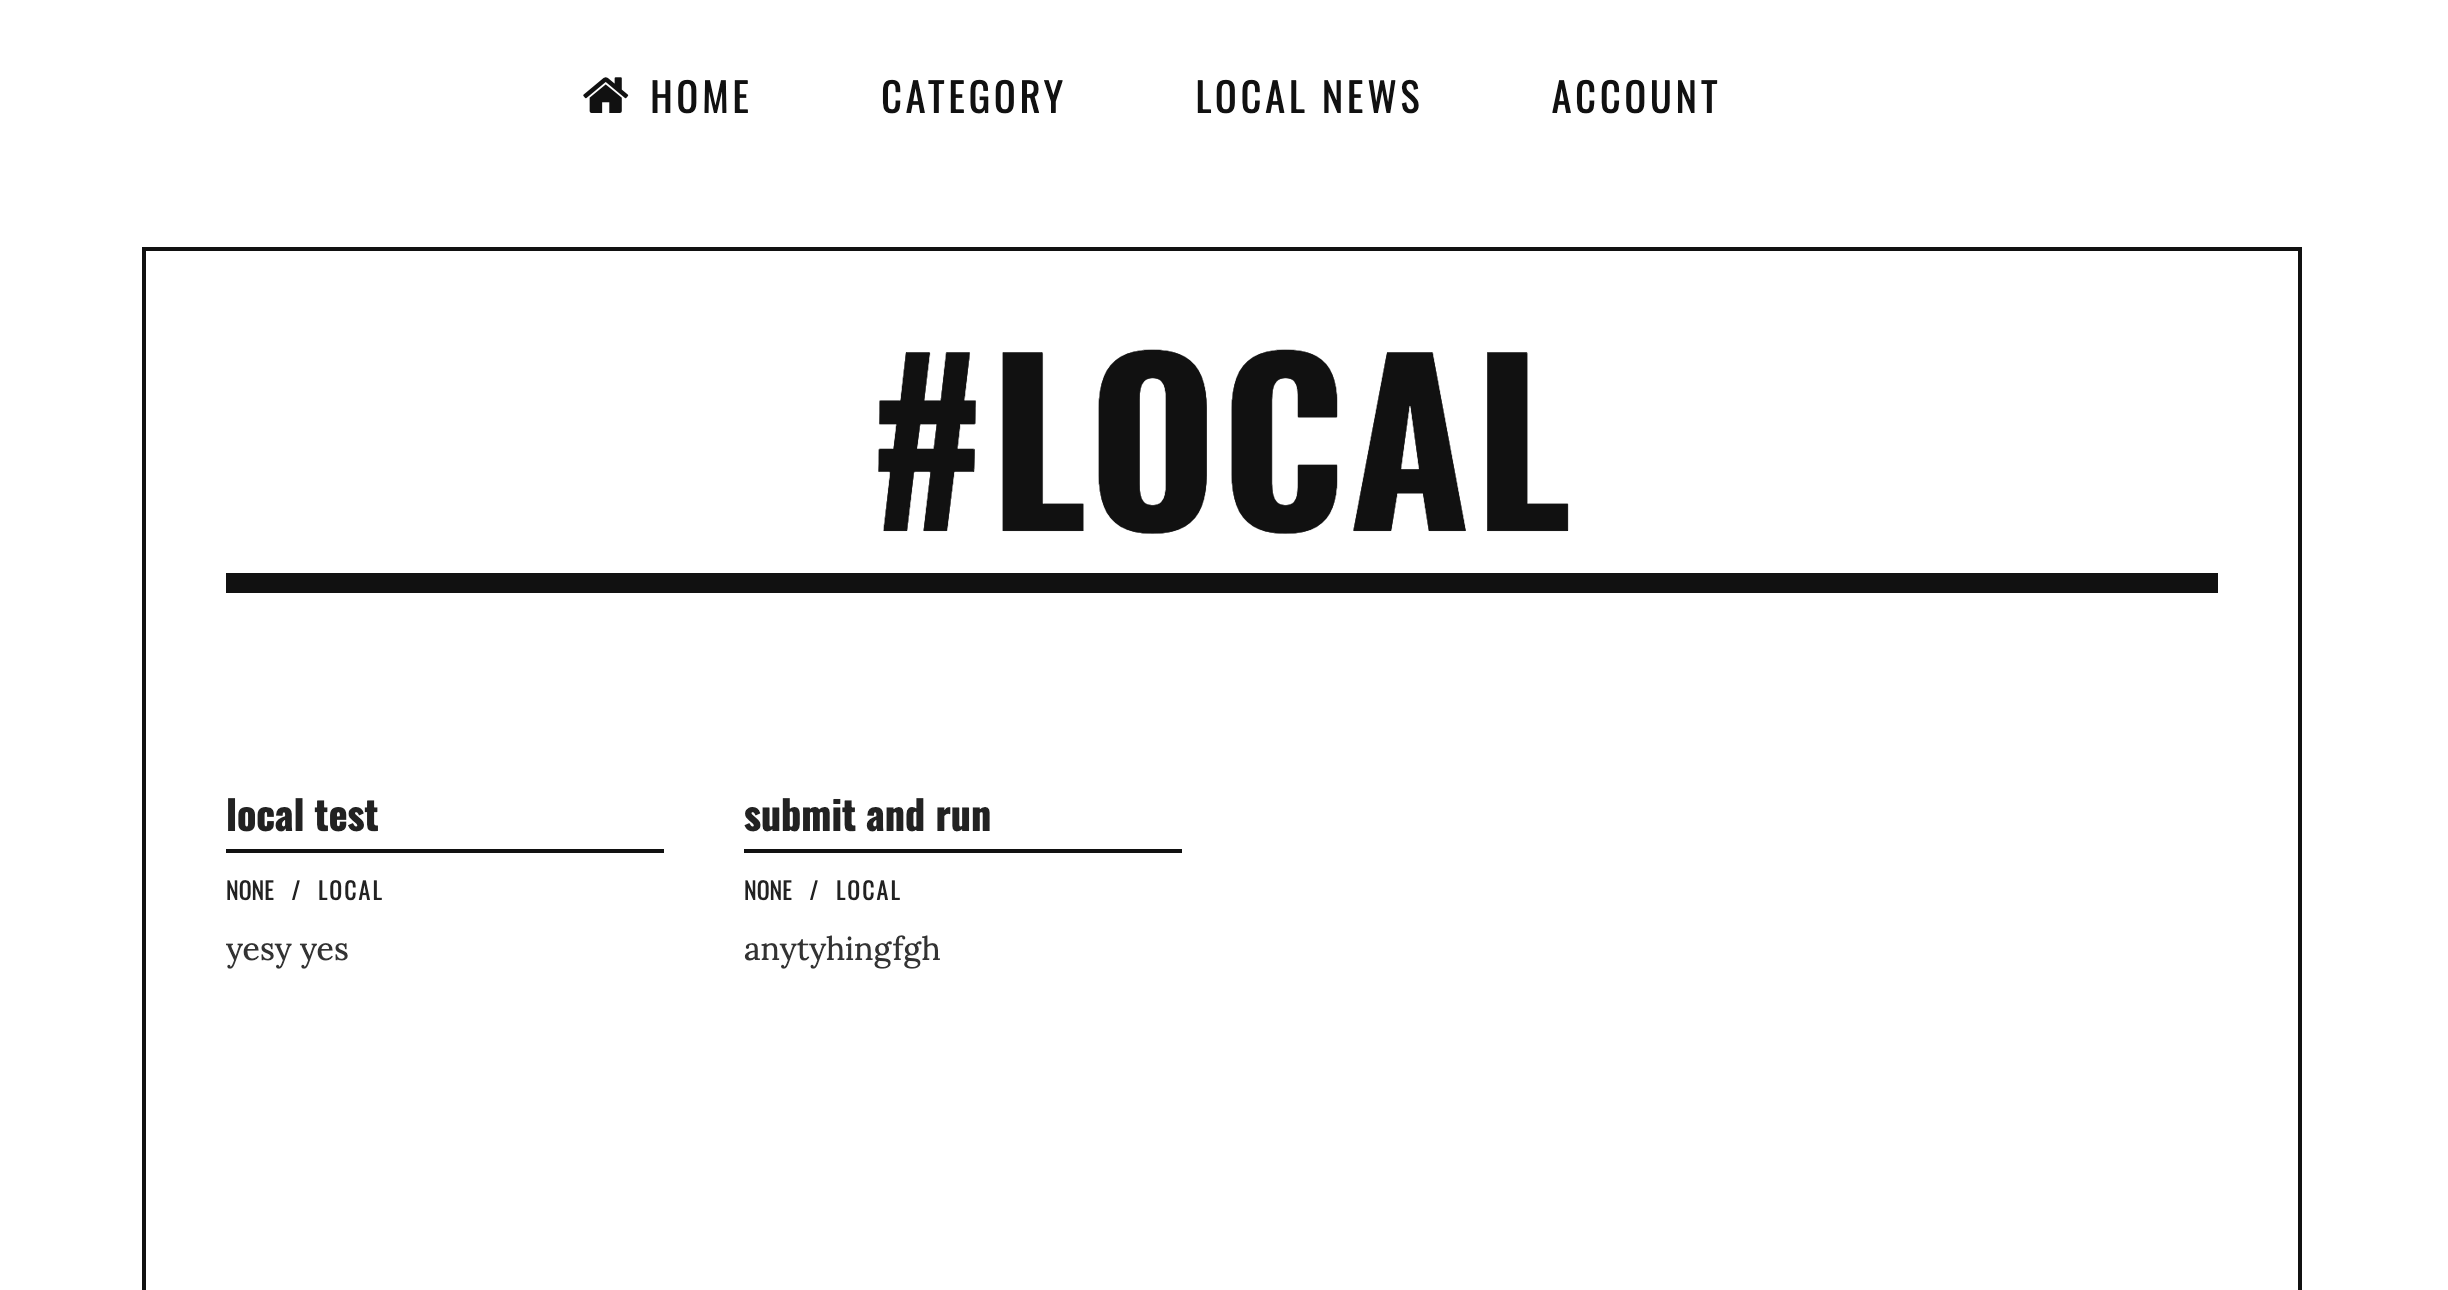 HOME CATEGORY LOCAL NEWS ACCOUNT
#LOCAL
local test
NONE / LOCAL
yesy yes
submit and run
NONE / LOCAL
anytyhingfgh